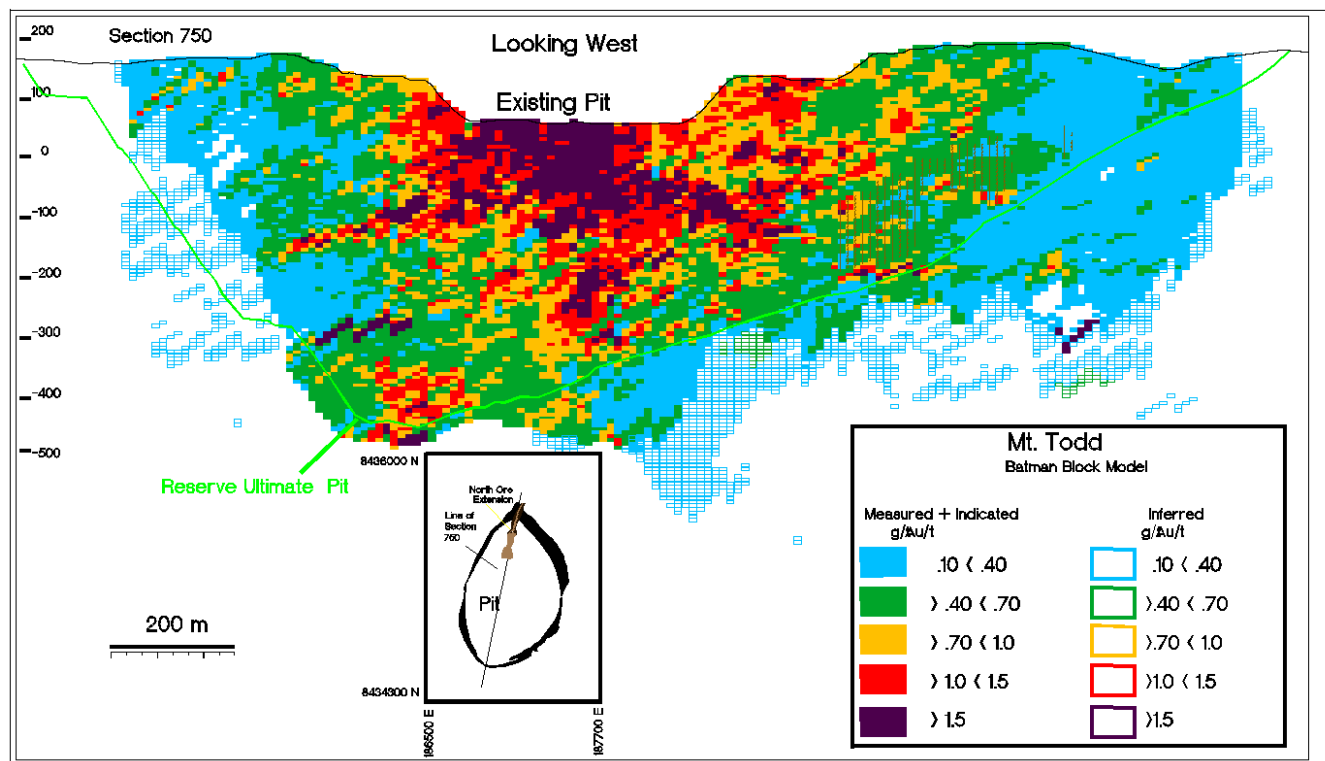 200
Section 750
Looking West
100
Existing Pit
0
-100
-200
-300
-400
-500
Reserve Ultimate Pit
8436000 N
North Ore
Extension
Line of
Section
750
Pit
8434300 N
186500 E
187700 E
200 m
Mt. Todd
Batman Block Model
Measured + Indicated
g/Au/t
Inferred
g/Au/t
.10 < .40
.10 < .40
> .40 < .70
>.40 < .70
> .70 < 1.0
>.70 < 1.0
> 1.0 < 1.5
>1.0 < 1.5
> 1.5
>1.5